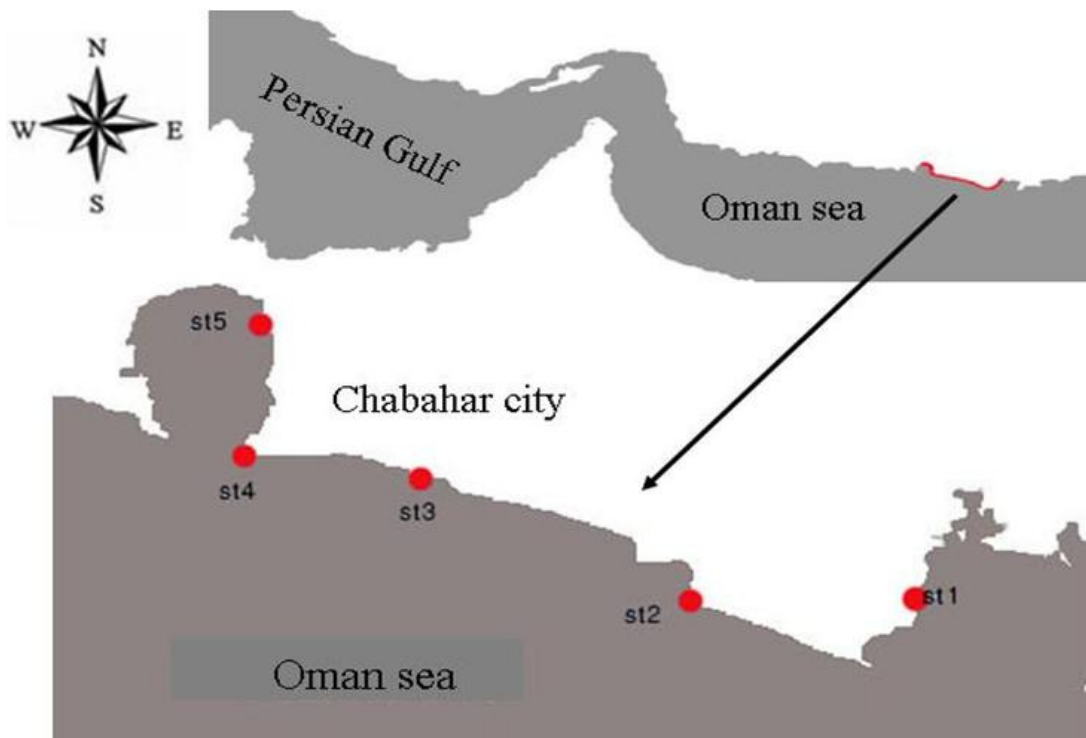 N
W E
S
Persian Gulf
Oman sea
st5
Chabahar city
st4
st3
st2
st1
Oman sea